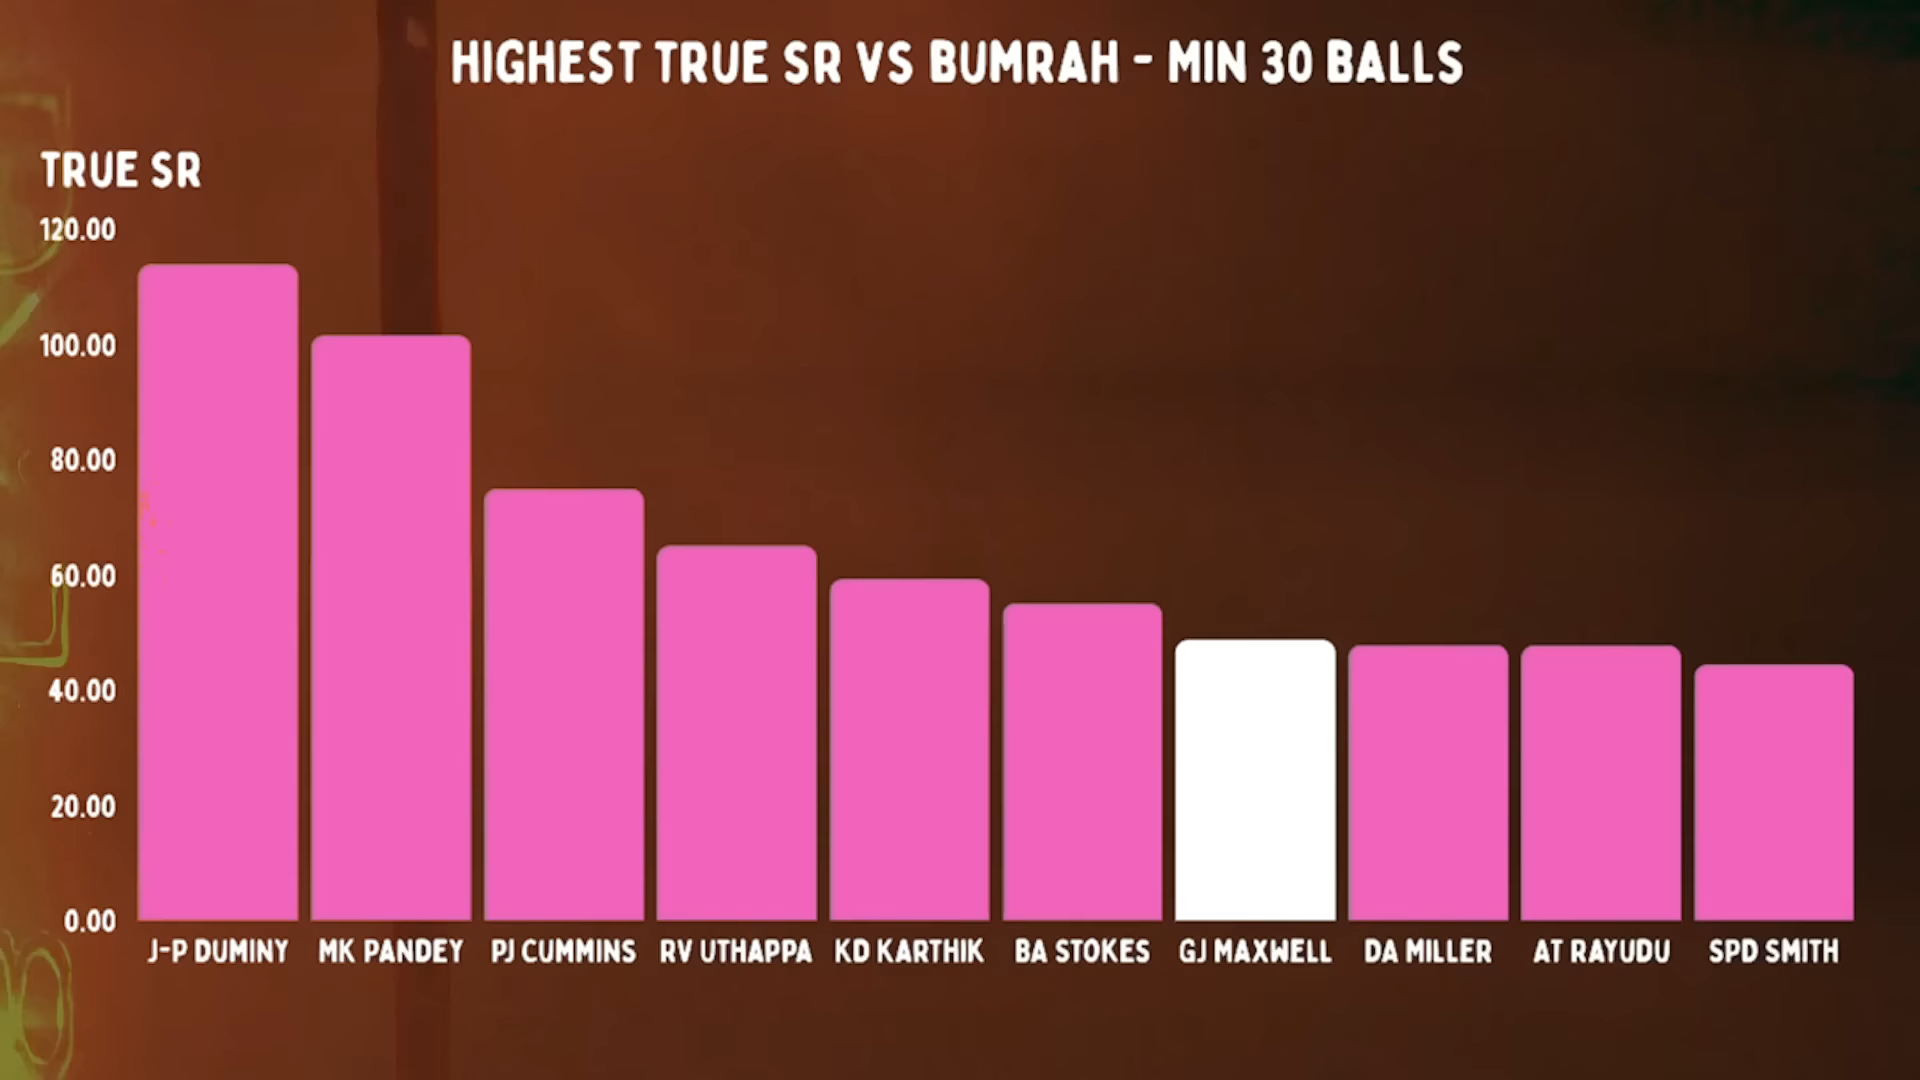 HIGHEST TRUE SR VS BUMRAH - MIN 30 BALLS
TRUE SR
120.00
100.00
80.00
60.00
40.00
20.00
0.00
J-P DUMINY
MK PANDEY
PJ CUMMINS
RV UTHAPPA
KD KARTHIK
BA STOKES
GJ MAXWELL
DA MILLER
AT RAYUDU
SPD SMITH